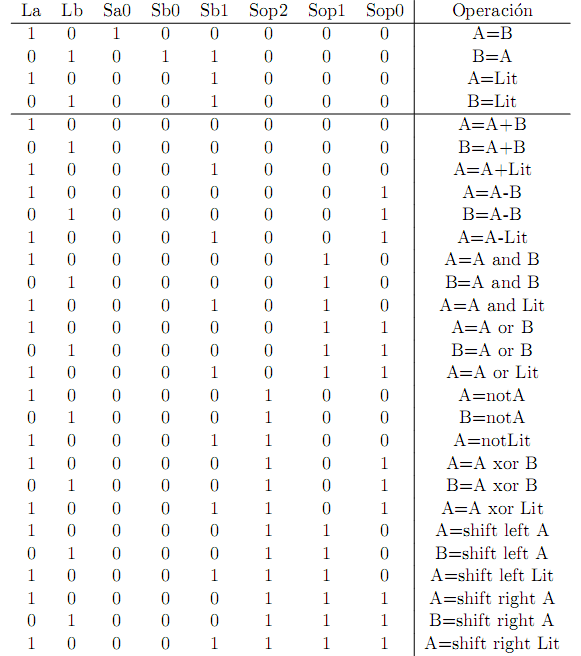 La Lb Sa0 Sb0 Sb1 Sop2 Sop1 Sop0 Operación
1 0 1 0 0 0 0 0 A=B
0 1 0 1 1 0 0 0 B=A
1 0 0 0 1 0 0 0 A=Lit
0 1 0 0 1 0 0 0 B=Lit
1 0 0 0 0 0 0 0 A=A+B
0 1 0 0 0 0 0 0 B=A+B
1 0 0 0 1 0 0 0 A=A+Lit
1 0 0 0 0 0 0 1 A=A-B
0 1 0 0 0 0 0 1 B=A-B
1 0 0 0 1 0 0 1 A=A-Lit
1 0 0 0 0 0 1 0 A=A and B
0 1 0 0 0 0 1 0 B=A and B
1 0 0 0 1 0 1 0 A=A and Lit
1 0 0 0 0 0 1 1 A=A or B
0 1 0 0 0 0 1 1 B=A or B
1 0 0 0 1 0 1 1 A=A or Lit
1 0 0 0 0 1 0 0 A=notA
0 1 0 0 0 1 0 0 B=notA
1 0 0 0 1 1 0 0 A=notLit
1 0 0 0 0 1 0 1 A=A xor B
0 1 0 0 0 1 0 1 B=A xor B
1 0 0 0 1 1 0 1 A=A xor Lit
1 0 0 0 0 1 1 0 A=shift left A
0 1 0 0 0 1 1 0 B=shift left A
1 0 0 0 1 1 1 0 A=shift left Lit
1 0 0 0 0 1 1 1 A=shift right A
0 1 0 0 0 1 1 1 B=shift right A
1 0 0 0 1 1 1 1 A=shift right Lit